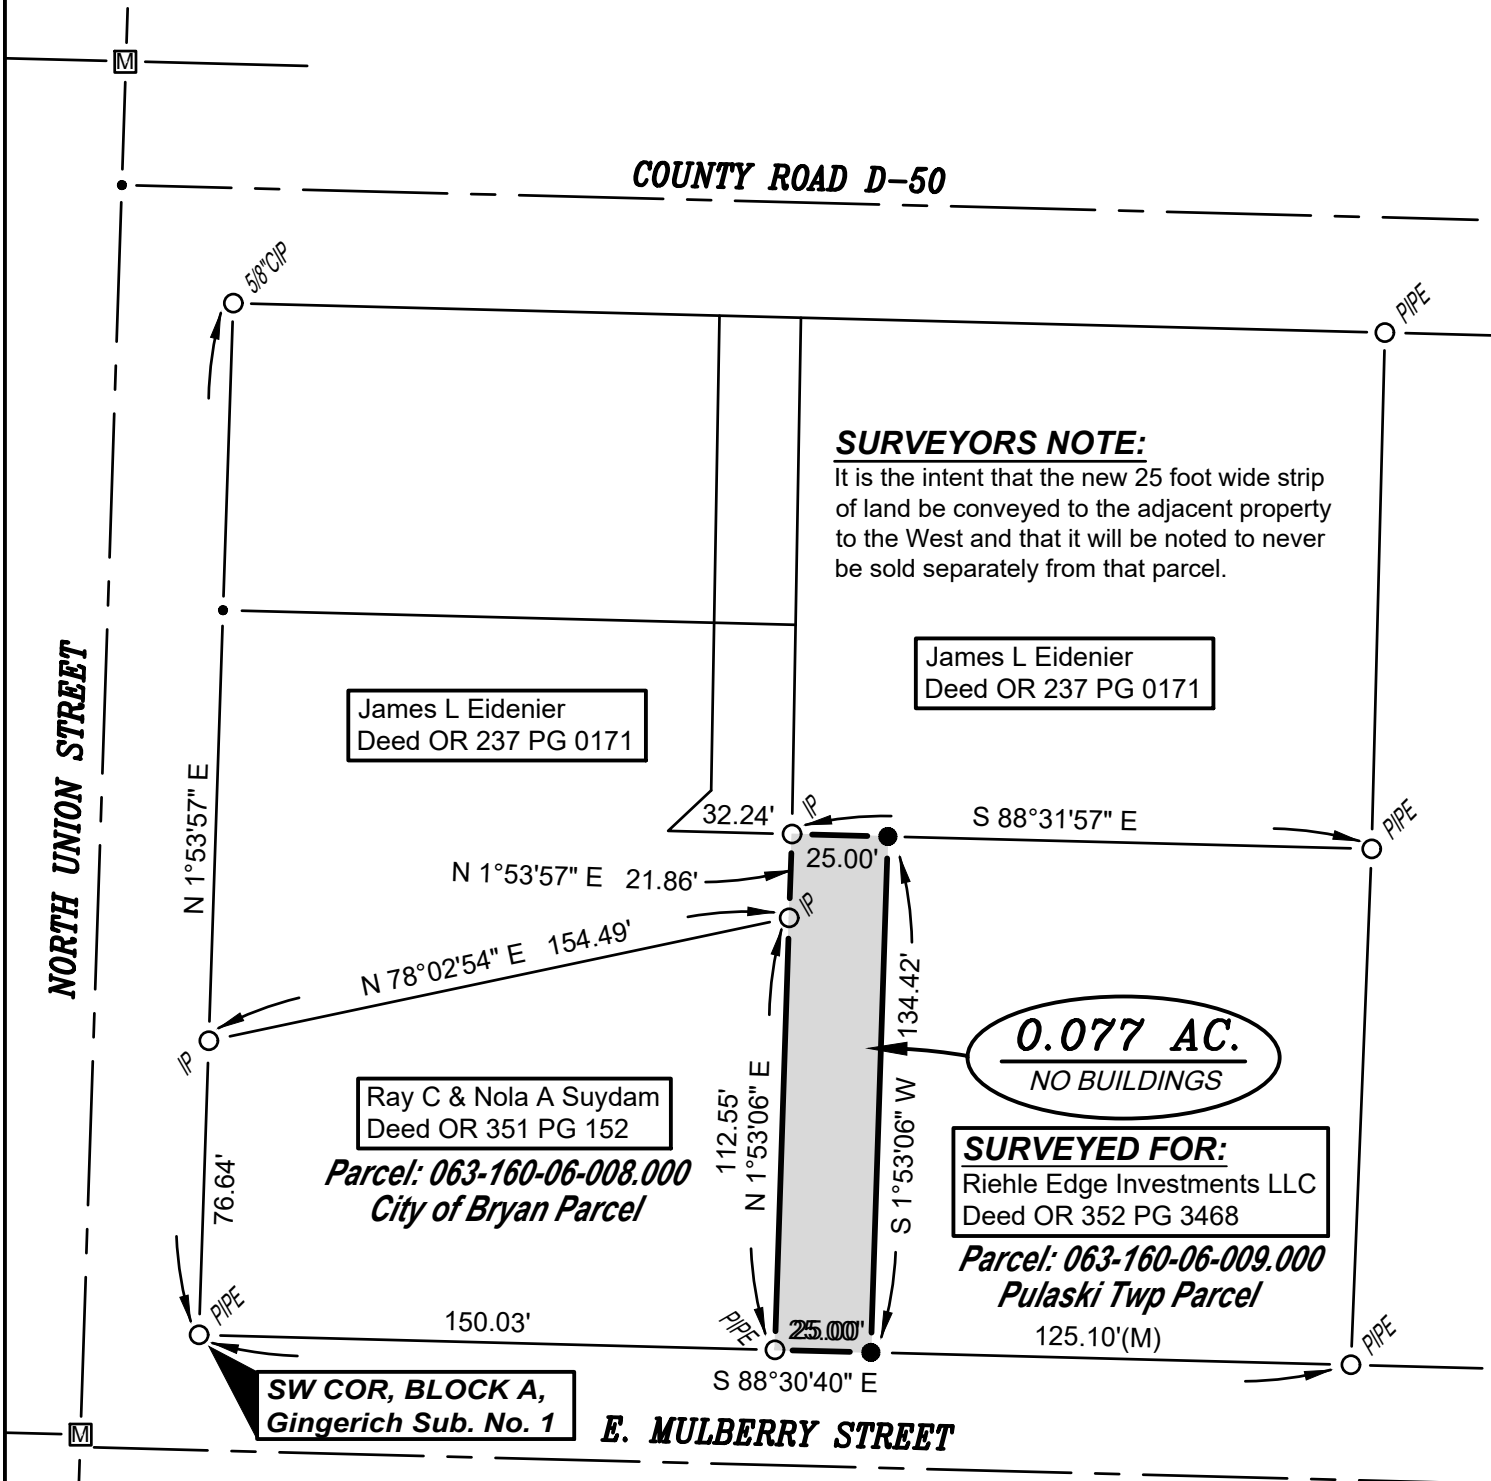 M
COUNTY ROAD D-50
5/8"CIP
PIPE
SURVEYORS NOTE:
It is the intent that the new 25 foot wide strip
of land be conveyed to the adjacent property
to the West and that it will be noted to never
be sold separately from that parcel.
NORTH UNION STREET
James L Eidenier
Deed OR 237 PG 0171
James L Eidenier
Deed OR 237 PG 0171
N 1°53'57" E
32.24'
IP
S 88°31'57" E
PIPE
25.00'
N 1°53'57" E 21.86'
IP
N 78°02'54" E 154.49'
IP
134.42'
S 1°53'06" W
0.077 AC.
NO BUILDINGS
Ray C & Nola A Suydam
Deed OR 351 PG 152
Parcel: 063-160-06-008.000
City of Bryan Parcel
112.55'
N 1°53'06" E
SURVEYED FOR:
Riehle Edge Investments LLC
Deed OR 352 PG 3468
Parcel: 063-160-06-009.000
Pulaski Twp Parcel
76.64'
PIPE
150.03'
PIPE
25.00'
125.10'(M)
PIPE
S 88°30'40" E
SW COR, BLOCK A,
Gingerich Sub. No. 1
M
E. MULBERRY STREET